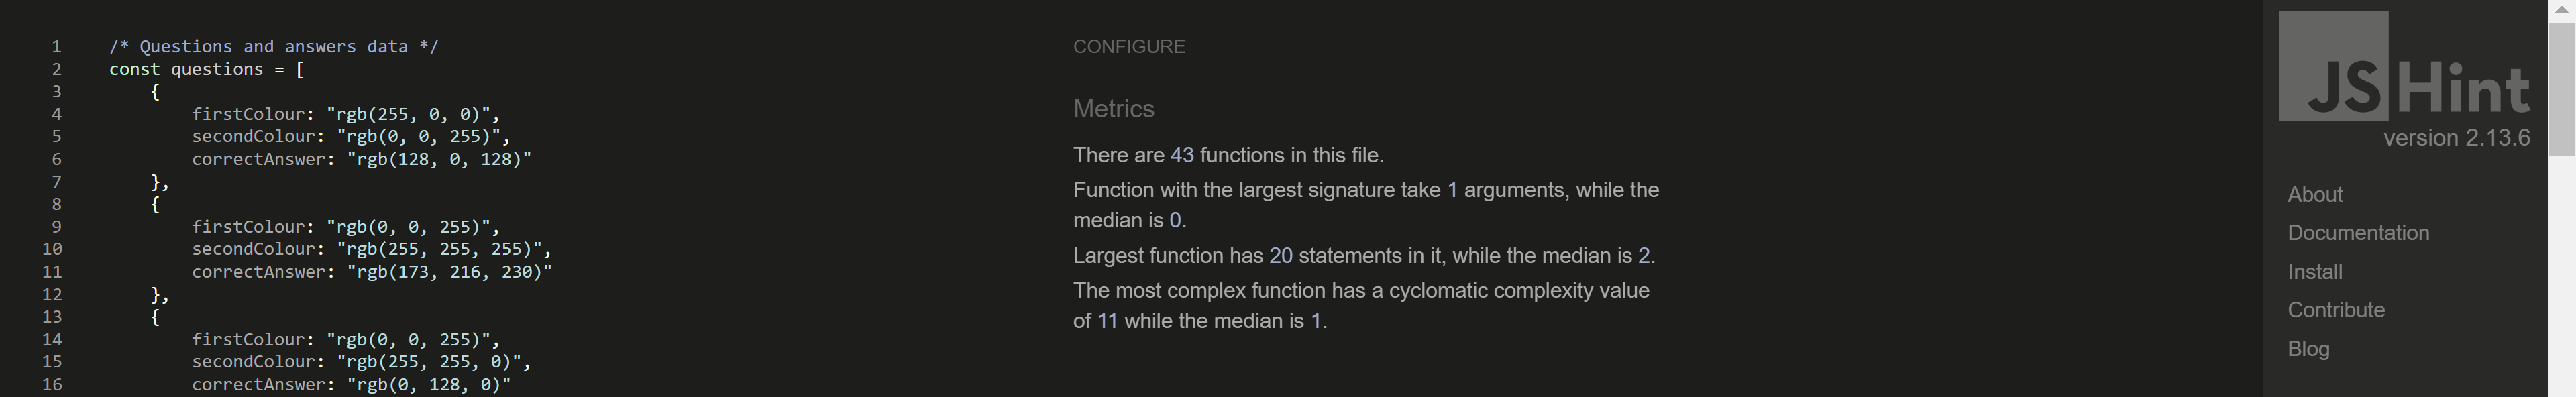 1 /* Questions and answers data */
2 const questions = [
3 {
4 firstColour: "rgb(255, 0, 0)",
5 secondColour: "rgb(0, 0, 255)",
6 correctAnswer: "rgb(128, 0, 128)"
7 },
8 {
9 firstColour: "rgb(0, 0, 255)",
10 secondColour: "rgb(255, 255, 255)",
11 correctAnswer: "rgb(173, 216, 230)"
12 },
13 {
14 firstColour: "rgb(0, 0, 255)",
15 secondColour: "rgb(255, 255, 0)",
16 correctAnswer: "rgb(0, 128, 0)"
CONFIGURE
Metrics
There are 43 functions in this file.
Function with the largest signature take 1 arguments, while the
median is 0.
Largest function has 20 statements in it, while the median is 2.
The most complex function has a cyclomatic complexity value
of 11 while the median is 1.
JSHint
version 2.13.6
About
Documentation
Install
Contribute
Blog